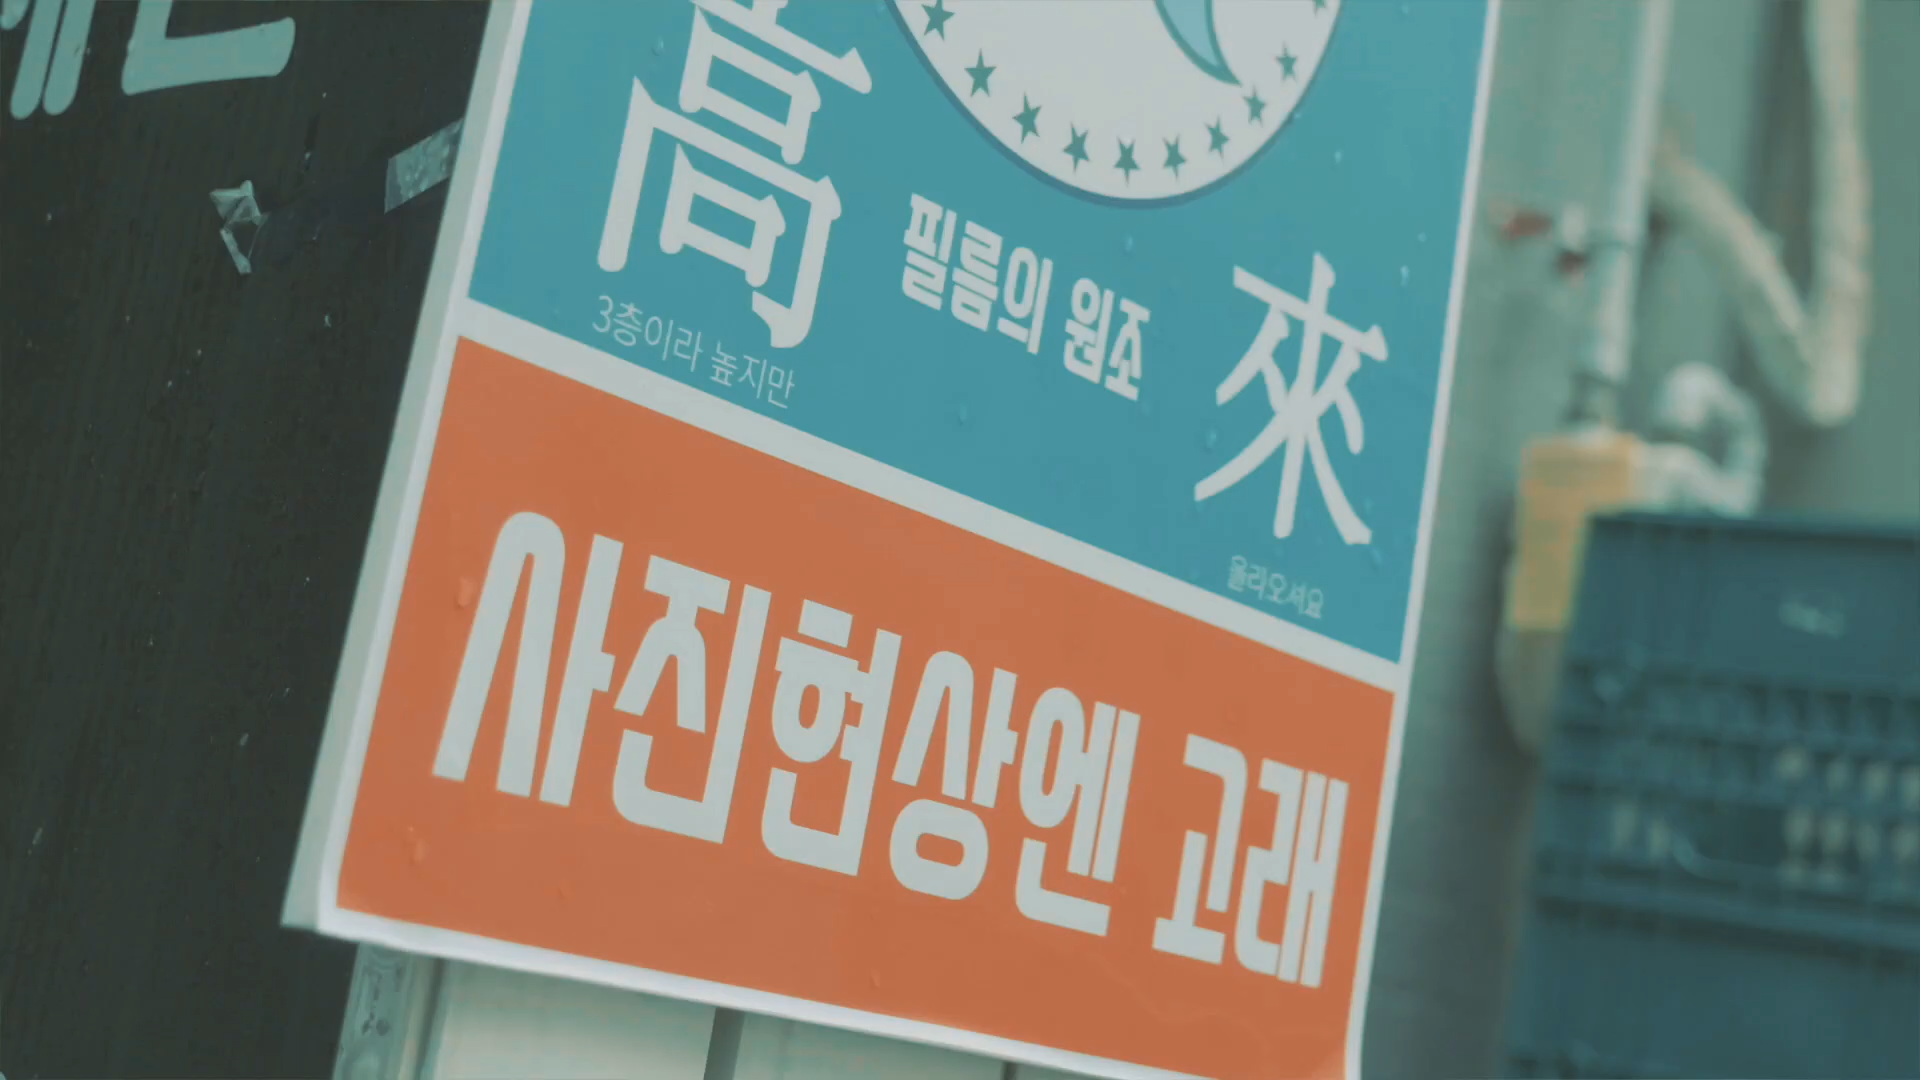 高
필름의 원조
來
3층이라 높지만
올라오세요
사진현상엔 고래